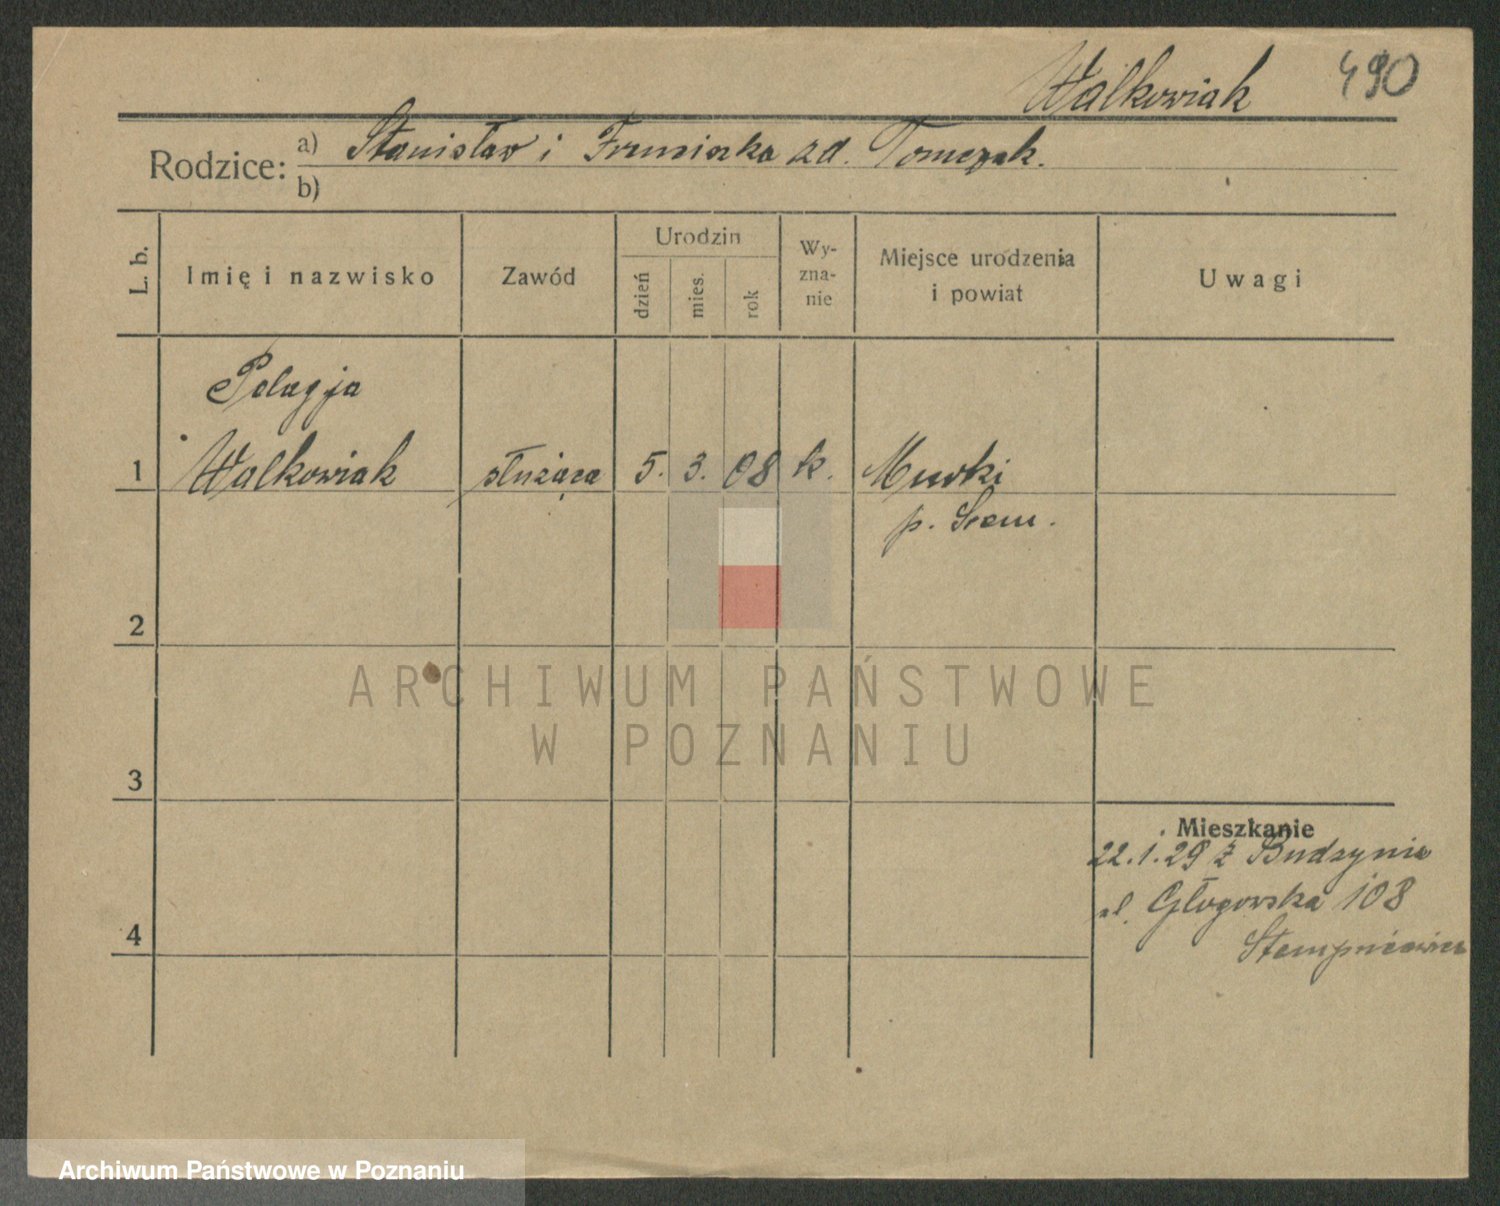 Walkowiak 490
Rodzice: a) Stanisław i Franciszka zd. Tomczak.
b)
L. b. Imię i nazwisko Zawód Urodzin dzień mies. rok Wy-zna-nie Miejsce urodzenia i powiat Uwagi
Pelagja
1 Walkowiak służąca 5. 3. 08 k. Murki
p. Srem.
2
ARCHIWUM PAŃSTWOWE
W POZNANIU
3
Mieszkanie
22.1.29 z Budzynia
ul. Głogowska 108
4
Archiwum Państwowe w Poznaniu